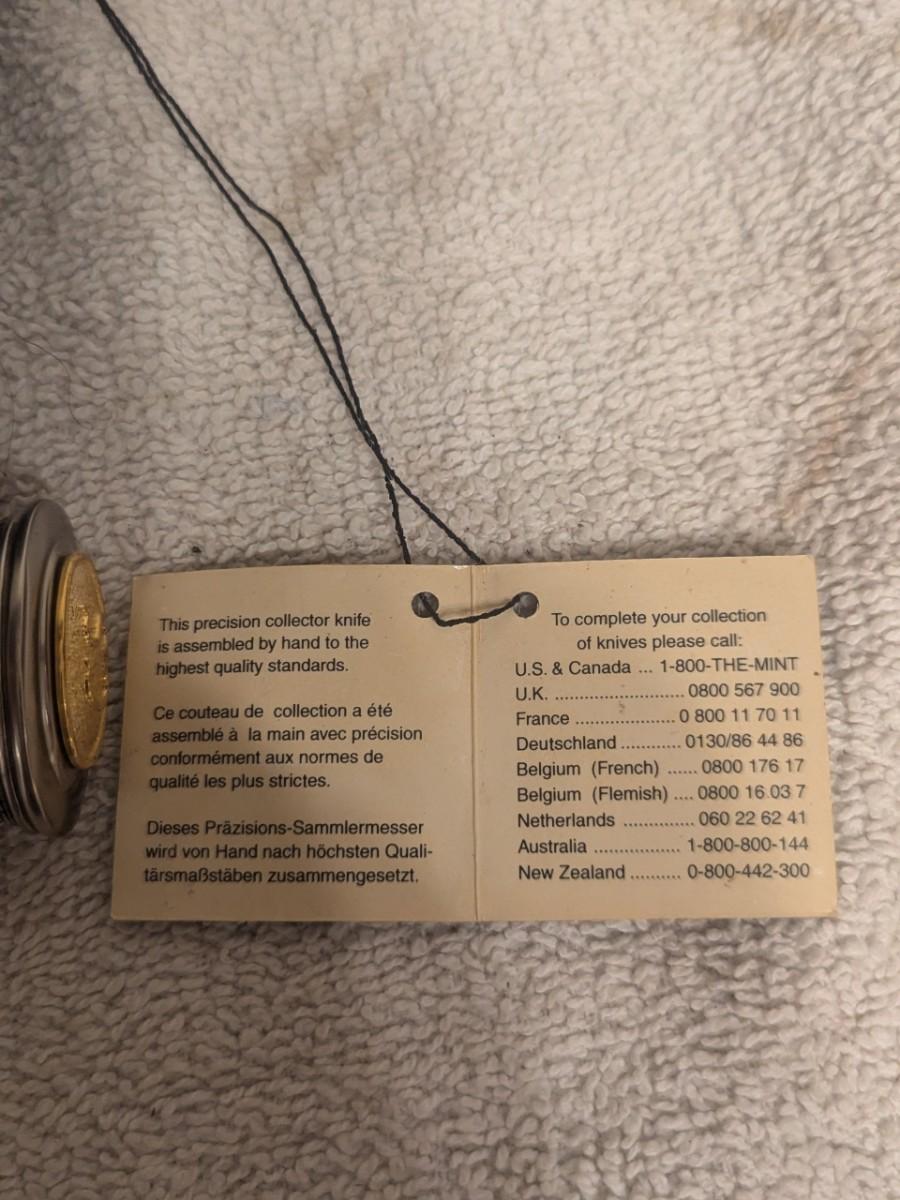 This precision collector knife
is assembled by hand to the
highest quality standards.
Ce couteau de collection a été
assemblé à la main avec précision
conformément aux normes de
qualité les plus strictes.
Dieses Präzisions-Sammlermesser
wird von Hand nach höchsten Quali-
tärsmaßstäben zusammengesetzt.
To complete your collection
of knives please call:
U.S. & Canada ... 1-800-THE-MINT
U.K. .......................... 0800 567 900
France .................... 0 800 11 70 11
Deutschland ............ 0130/86 44 86
Belgium (French) ...... 0800 176 17
Belgium (Flemish) .... 0800 16 03 7
Netherlands .............. 060 22 62 41
Australia ................. 1-800-800-144
New Zealand .......... 0-800-442-300